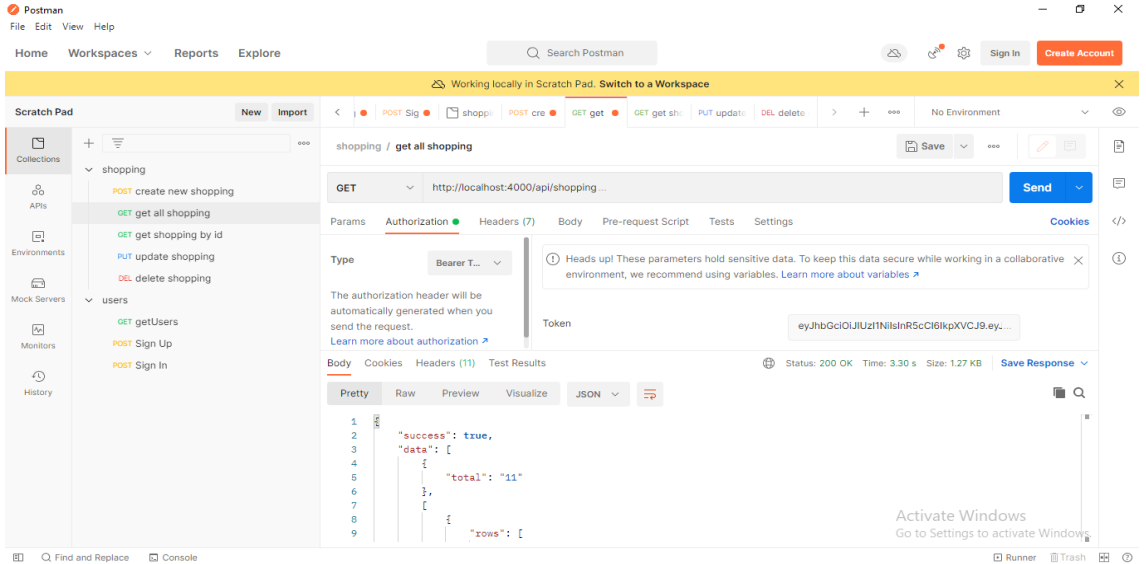 Postman
File Edit View Help
Home Workspaces Reports Explore Search Postman Sign In Create Account
Working locally in Scratch Pad. Switch to a Workspace
Scratch Pad New Import POST Sig shoppi POST cre GET get GET get sho PUT update DEL delete No Environment
Collections
APIs
Environments
Mock Servers
Monitors
History
shopping
POST create new shopping
GET get all shopping
GET get shopping by id
PUT update shopping
DEL delete shopping
users
GET getUsers
POST Sign Up
POST Sign In
shopping / get all shopping Save
GET http://localhost:4000/api/shopping... Send
Params Authorization Headers (7) Body Pre-request Script Tests Settings Cookies
Type Bearer T...
The authorization header will be
automatically generated when you
send the request.
Learn more about authorization
Heads up! These parameters hold sensitive data. To keep this data secure while working in a collaborative
environment, we recommend using variables. Learn more about variables
Token eyJhbGciOiJIUzI1NiIsInR5cCI6IkpXVCJ9.ey...
Body Cookies Headers (11) Test Results Status: 200 OK Time: 3.30 s Size: 1.27 KB Save Response
Pretty Raw Preview Visualize JSON
1 {
2 "success": true,
3 "data": [
4 {
5 "total": "11"
6 },
7 [
8 {
9 "rows": [
Activate Windows
Go to Settings to activate Windows.
Find and Replace Console Runner Trash